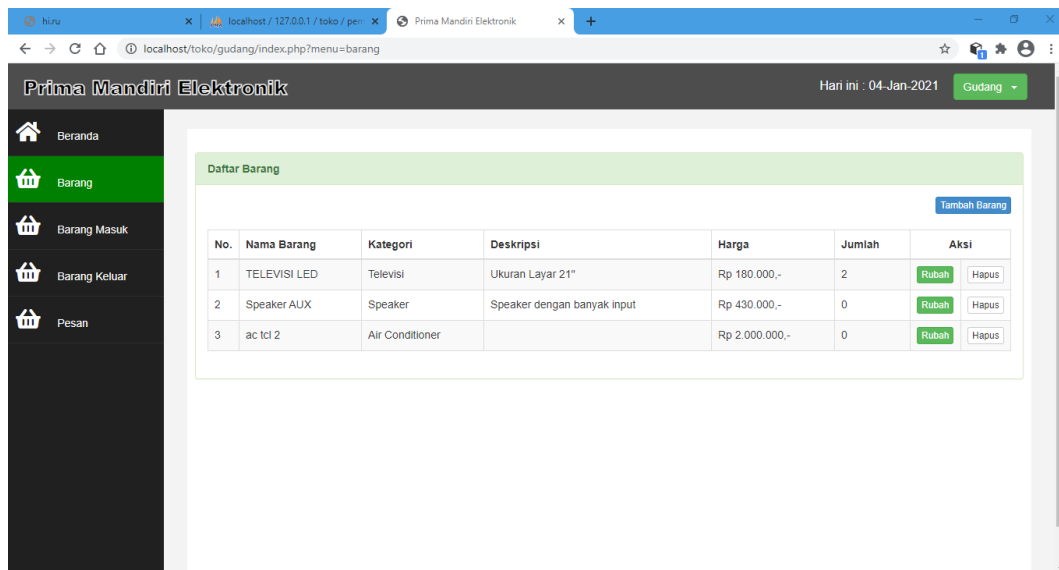 hi.ru
localhost / 127.0.0.1 / toko / pem
Prima Mandiri Elektronik
localhost/toko/gudang/index.php?menu=barang
1
Prima Mandiri Elektronik
Hari ini : 04-Jan-2021
Gudang
Beranda
Barang
Barang Masuk
Barang Keluar
Pesan
Daftar Barang
Tambah Barang
No. Nama Barang Kategori Deskripsi Harga Jumlah Aksi
1 TELEVISI LED Televisi Ukuran Layar 21" Rp 180.000,- 2 Rubah Hapus
2 Speaker AUX Speaker Speaker dengan banyak input Rp 430.000,- 0 Rubah Hapus
3 ac tcl 2 Air Conditioner Rp 2.000.000,- 0 Rubah Hapus